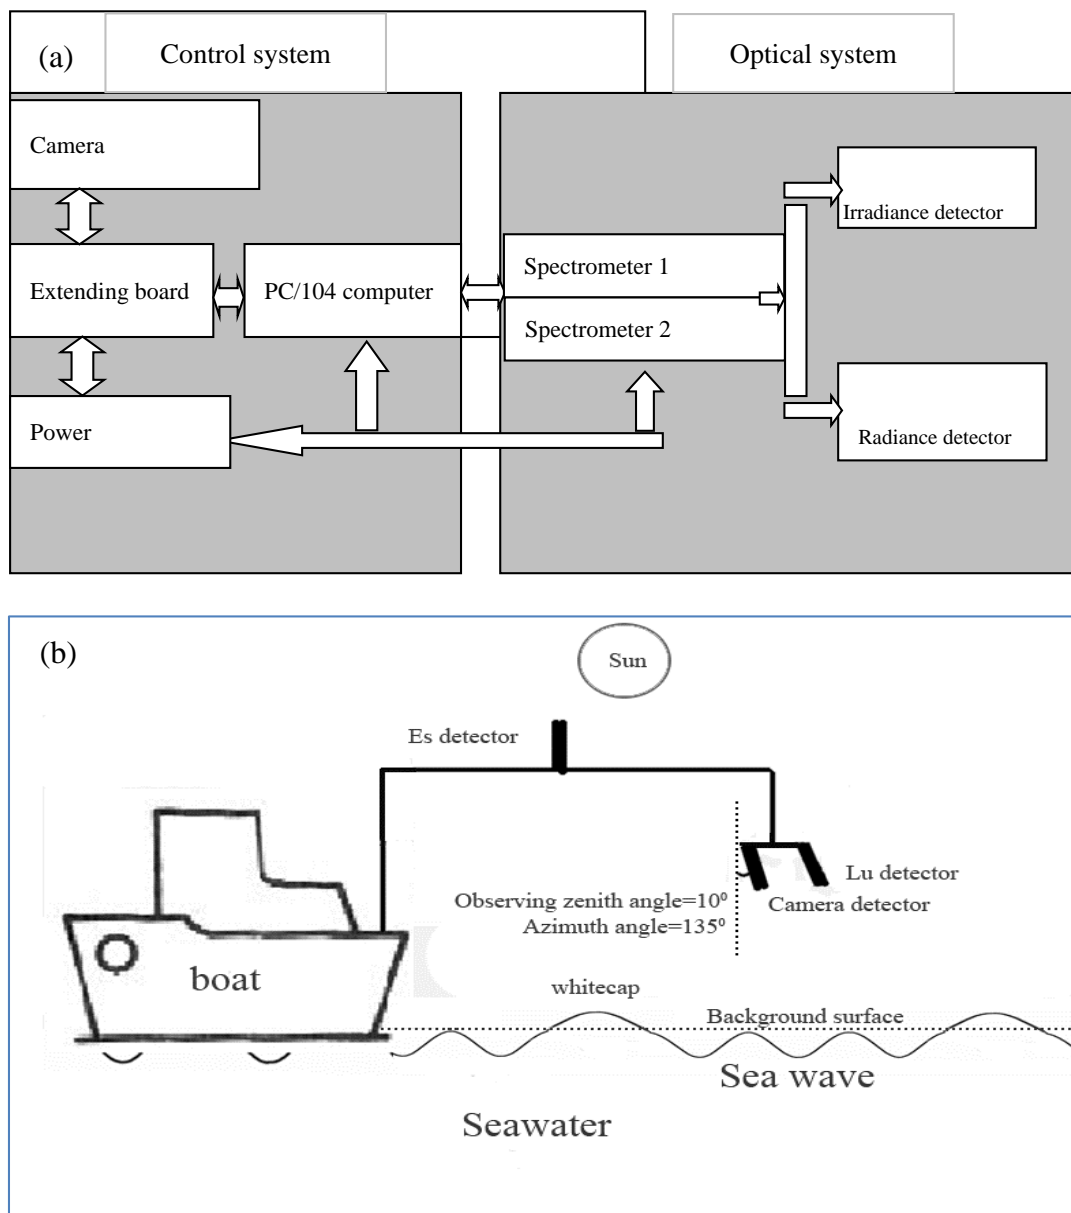 (a)
Control system
Optical system
Camera
Irradiance detector
Extending board
PC/104 computer
Spectrometer 1
Spectrometer 2
Power
Radiance detector
(b)
Sun
Es detector
Lu detector
Camera detector
Observing zenith angle=10⁰
Azimuth angle=135⁰
boat
whitecap
Background surface
Sea wave
Seawater